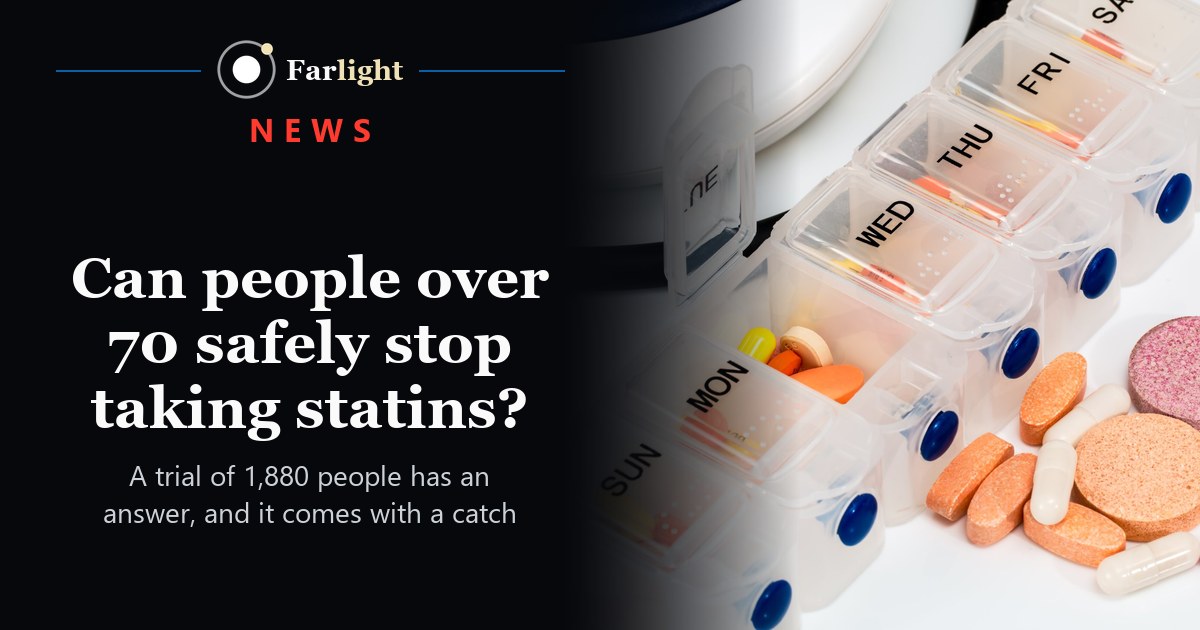 Farlight
NEWS
Can people over
70 safely stop
taking statins?
A trial of 1,880 people has an
answer, and it comes with a catch
SA
FRI
THU
WED
MON
SUN